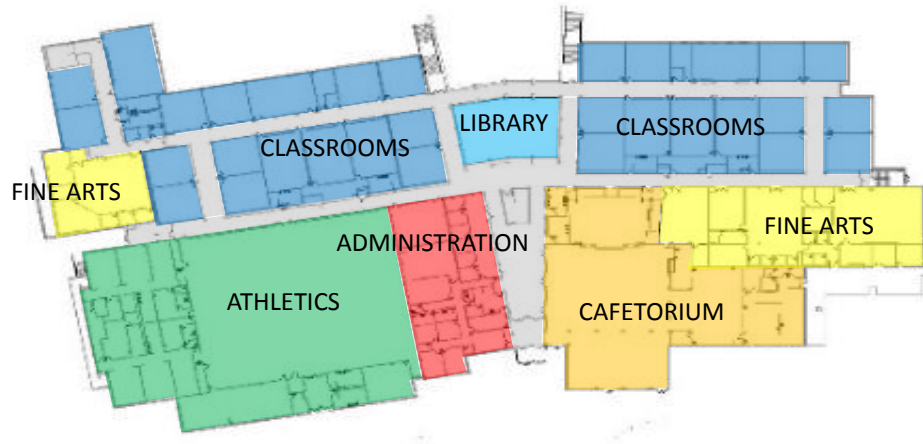 LIBRARY
CLASSROOMS
CLASSROOMS
FINE ARTS
FINE ARTS
ADMINISTRATION
ATHLETICS
CAFETORIUM